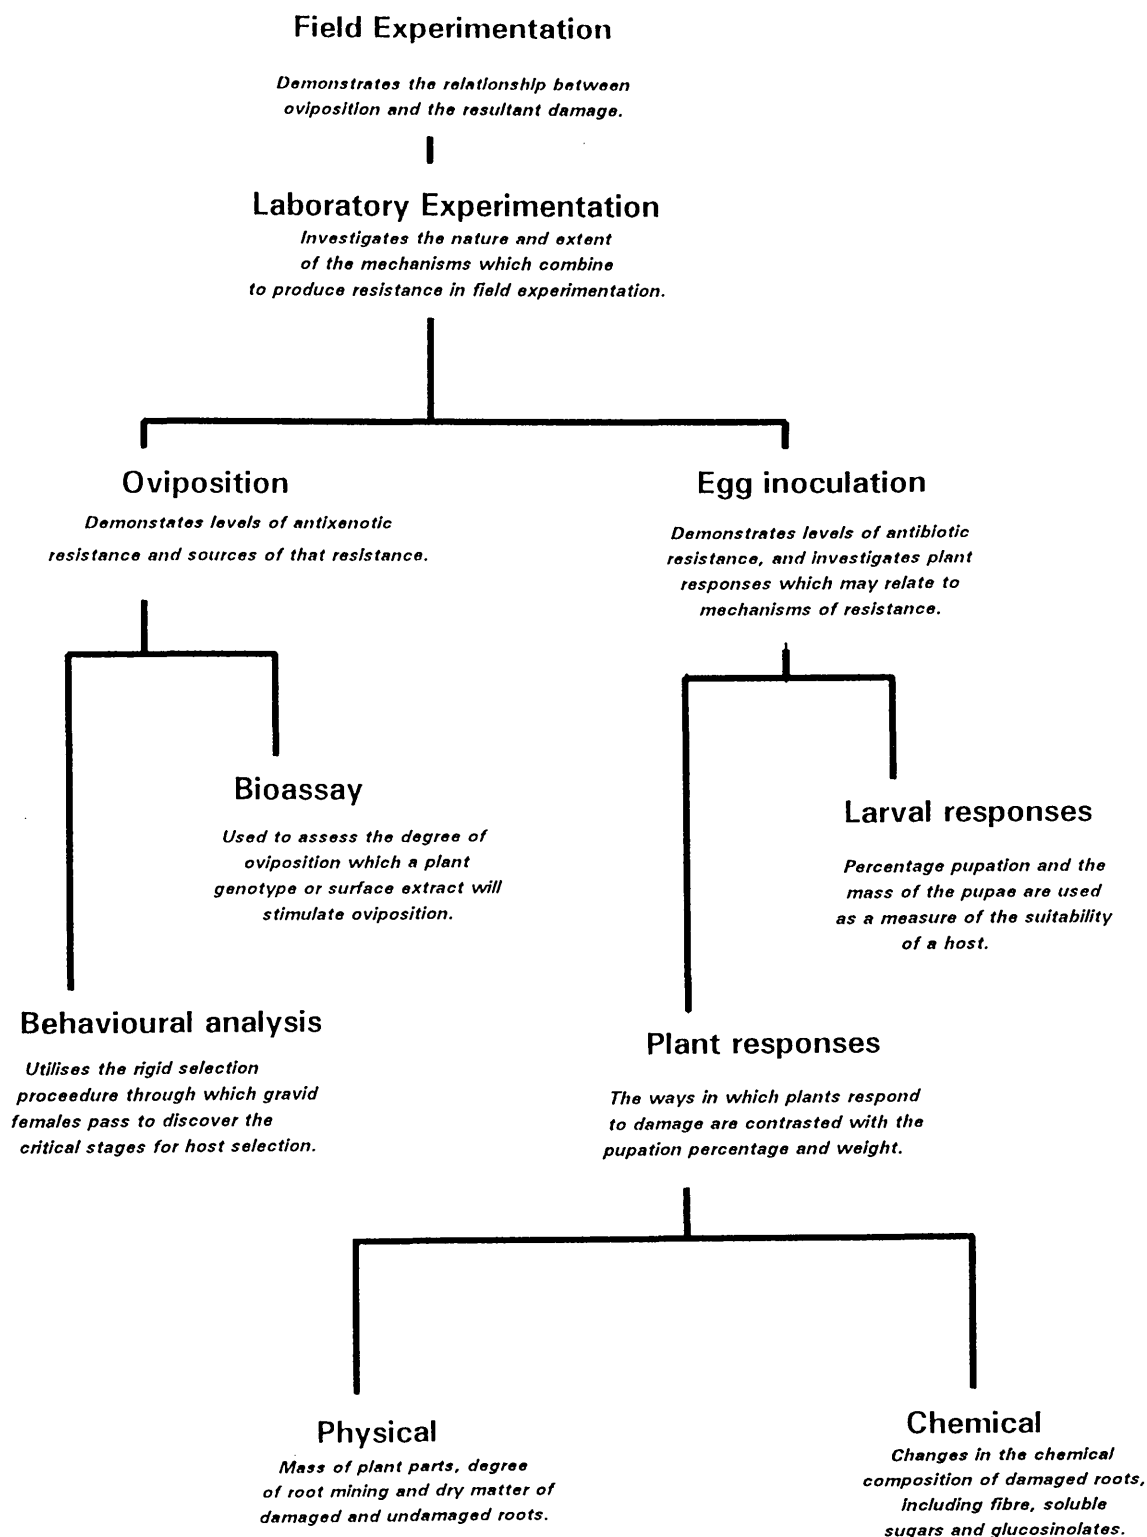 Field Experimentation
Demonstrates the relationship between
oviposition and the resultant damage.
Laboratory Experimentation
Investigates the nature and extent
of the mechanisms which combine
to produce resistance in field experimentation.
Oviposition
Demonstates levels of antixenotic
resistance and sources of that resistance.
Egg inoculation
Demonstrates levels of antibiotic
resistance, and investigates plant
responses which may relate to
mechanisms of resistance.
Bioassay
Used to assess the degree of
oviposition which a plant
genotype or surface extract will
stimulate oviposition.
Larval responses
Percentage pupation and the
mass of the pupae are used
as a measure of the suitability
of a host.
Behavioural analysis
Utilises the rigid selection
proceedure through which gravid
females pass to discover the
critical stages for host selection.
Plant responses
The ways in which plants respond
to damage are contrasted with the
pupation percentage and weight.
Physical
Mass of plant parts, degree
of root mining and dry matter of
damaged and undamaged roots.
Chemical
Changes in the chemical
composition of damaged roots,
including fibre, soluble
sugars and glucosinolates.